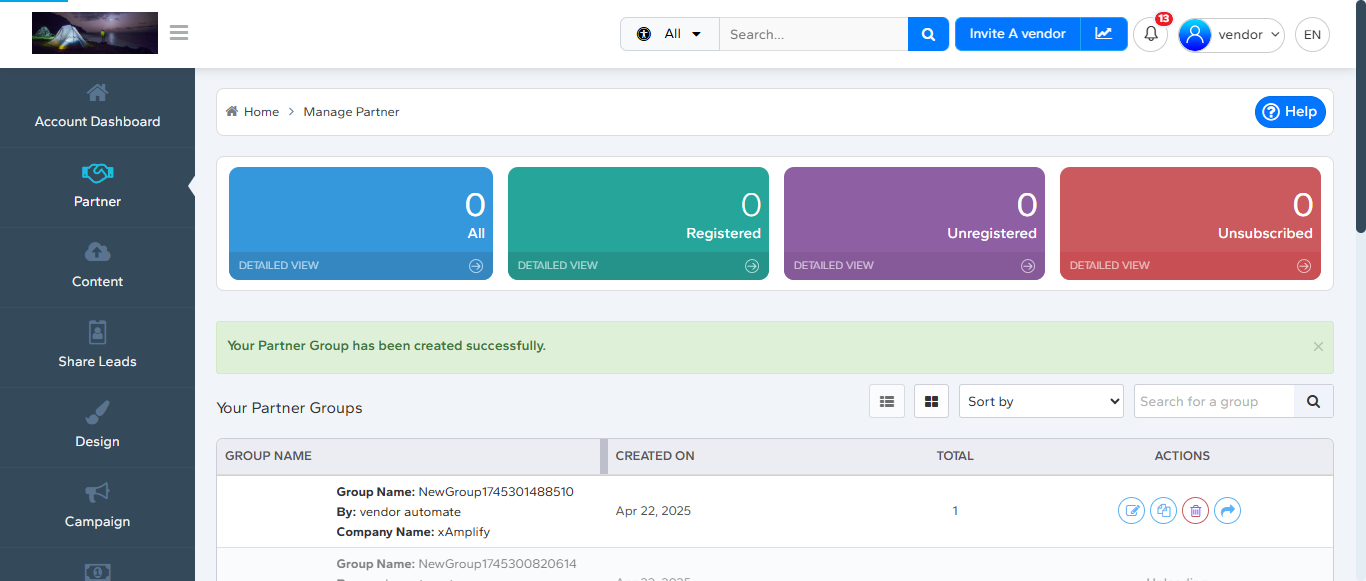 All
Search...
Invite A vendor
13
vendor
EN
Account Dashboard
Partner
Content
Share Leads
Design
Campaign
Home
Manage Partner
Help
0
All
DETAILED VIEW
0
Registered
DETAILED VIEW
0
Unregistered
DETAILED VIEW
0
Unsubscribed
DETAILED VIEW
Your Partner Group has been created successfully.
×
Your Partner Groups
Sort by
Search for a group
GROUP NAME
CREATED ON
TOTAL
ACTIONS
Group Name: NewGroup1745301488510
By: vendor automate
Company Name: xAmplify
Apr 22, 2025
1
Group Name: NewGroup1745300820614